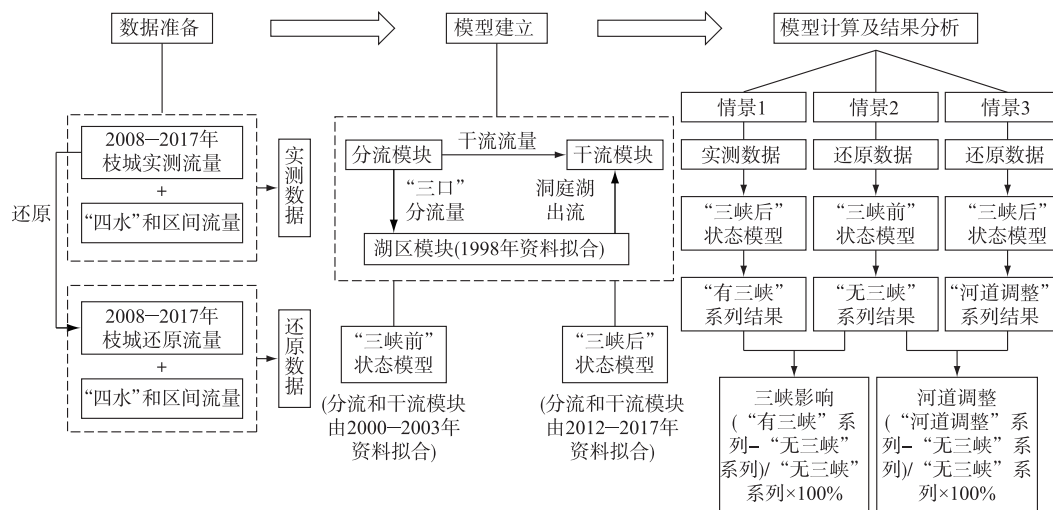 数据准备
模型建立
模型计算及结果分析
2008—2017年
枝城实测流量
+
“四水”和区间流量
实测数据
还原
2008—2017年
枝城还原流量
+
“四水”和区间流量
还原数据
分流模块
干流流量
干流模块
“三口”
分流量
洞庭湖
出流
湖区模块(1998年资料拟合)
“三峡前”
状态模型
(分流和干流模块
由2000—2003年
资料拟合)
“三峡后”
状态模型
(分流和干流模块
由2012—2017年
资料拟合)
情景1
实测数据
“三峡后”
状态模型
“有三峡”
系列结果
情景2
还原数据
“三峡前”
状态模型
“无三峡”
系列结果
情景3
还原数据
“三峡后”
状态模型
“河道调整”
系列结果
三峡影响
(“有三峡”系
列–“无三峡”
系列)/“无三峡”
系列×100%
河道调整
(“河道调整”系
列–“无三峡”系
列)/“无三峡”系
列×100%